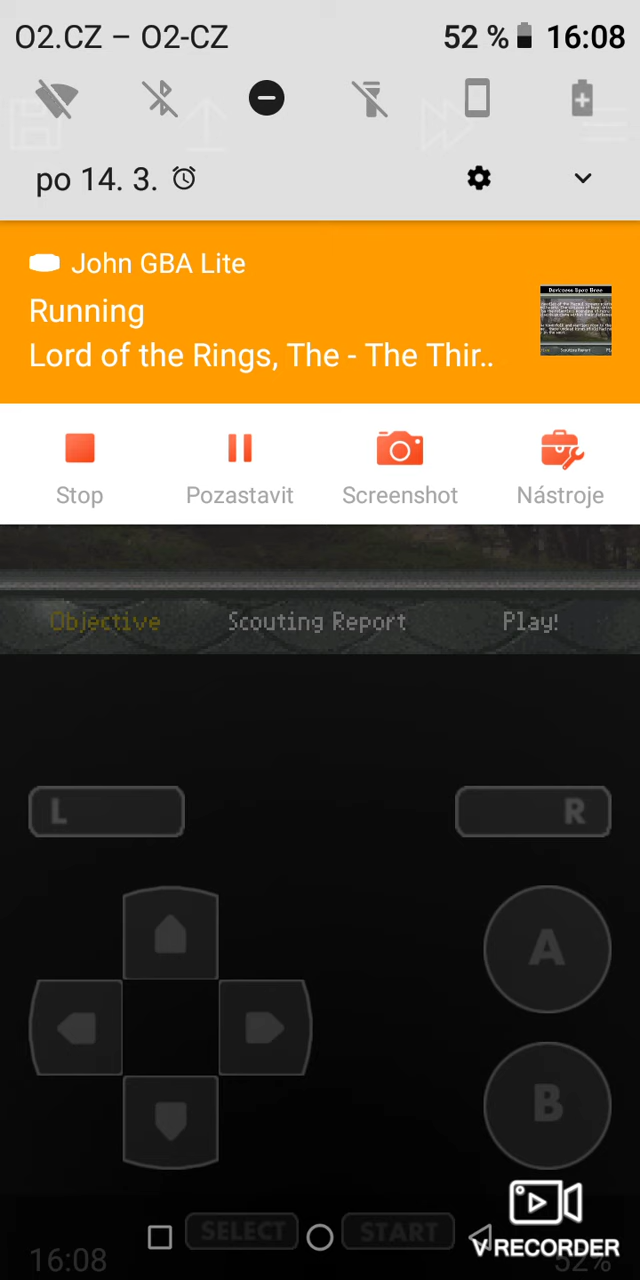 O2.CZ – O2-CZ 52 % 16:08
po 14. 3.
John GBA Lite
Running
Lord of the Rings, The - The Thir..
Stop Pozastavit Screenshot Nástroje
Objective Scouting Report Play!
L R
A
B
SELECT START
V RECORDER
16:08 52%